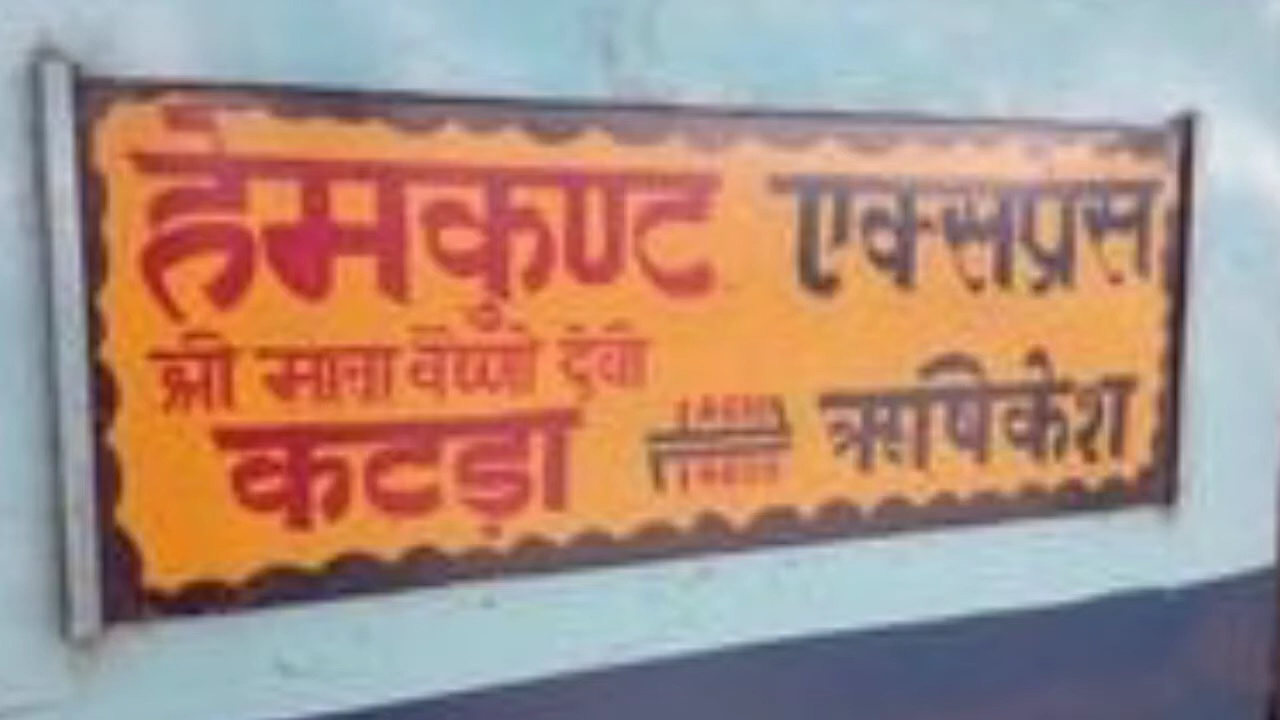 हेमकुण्ट एक्सप्रेस
श्री माता वैष्णो देवी
कटड़ा ऋषिकेश